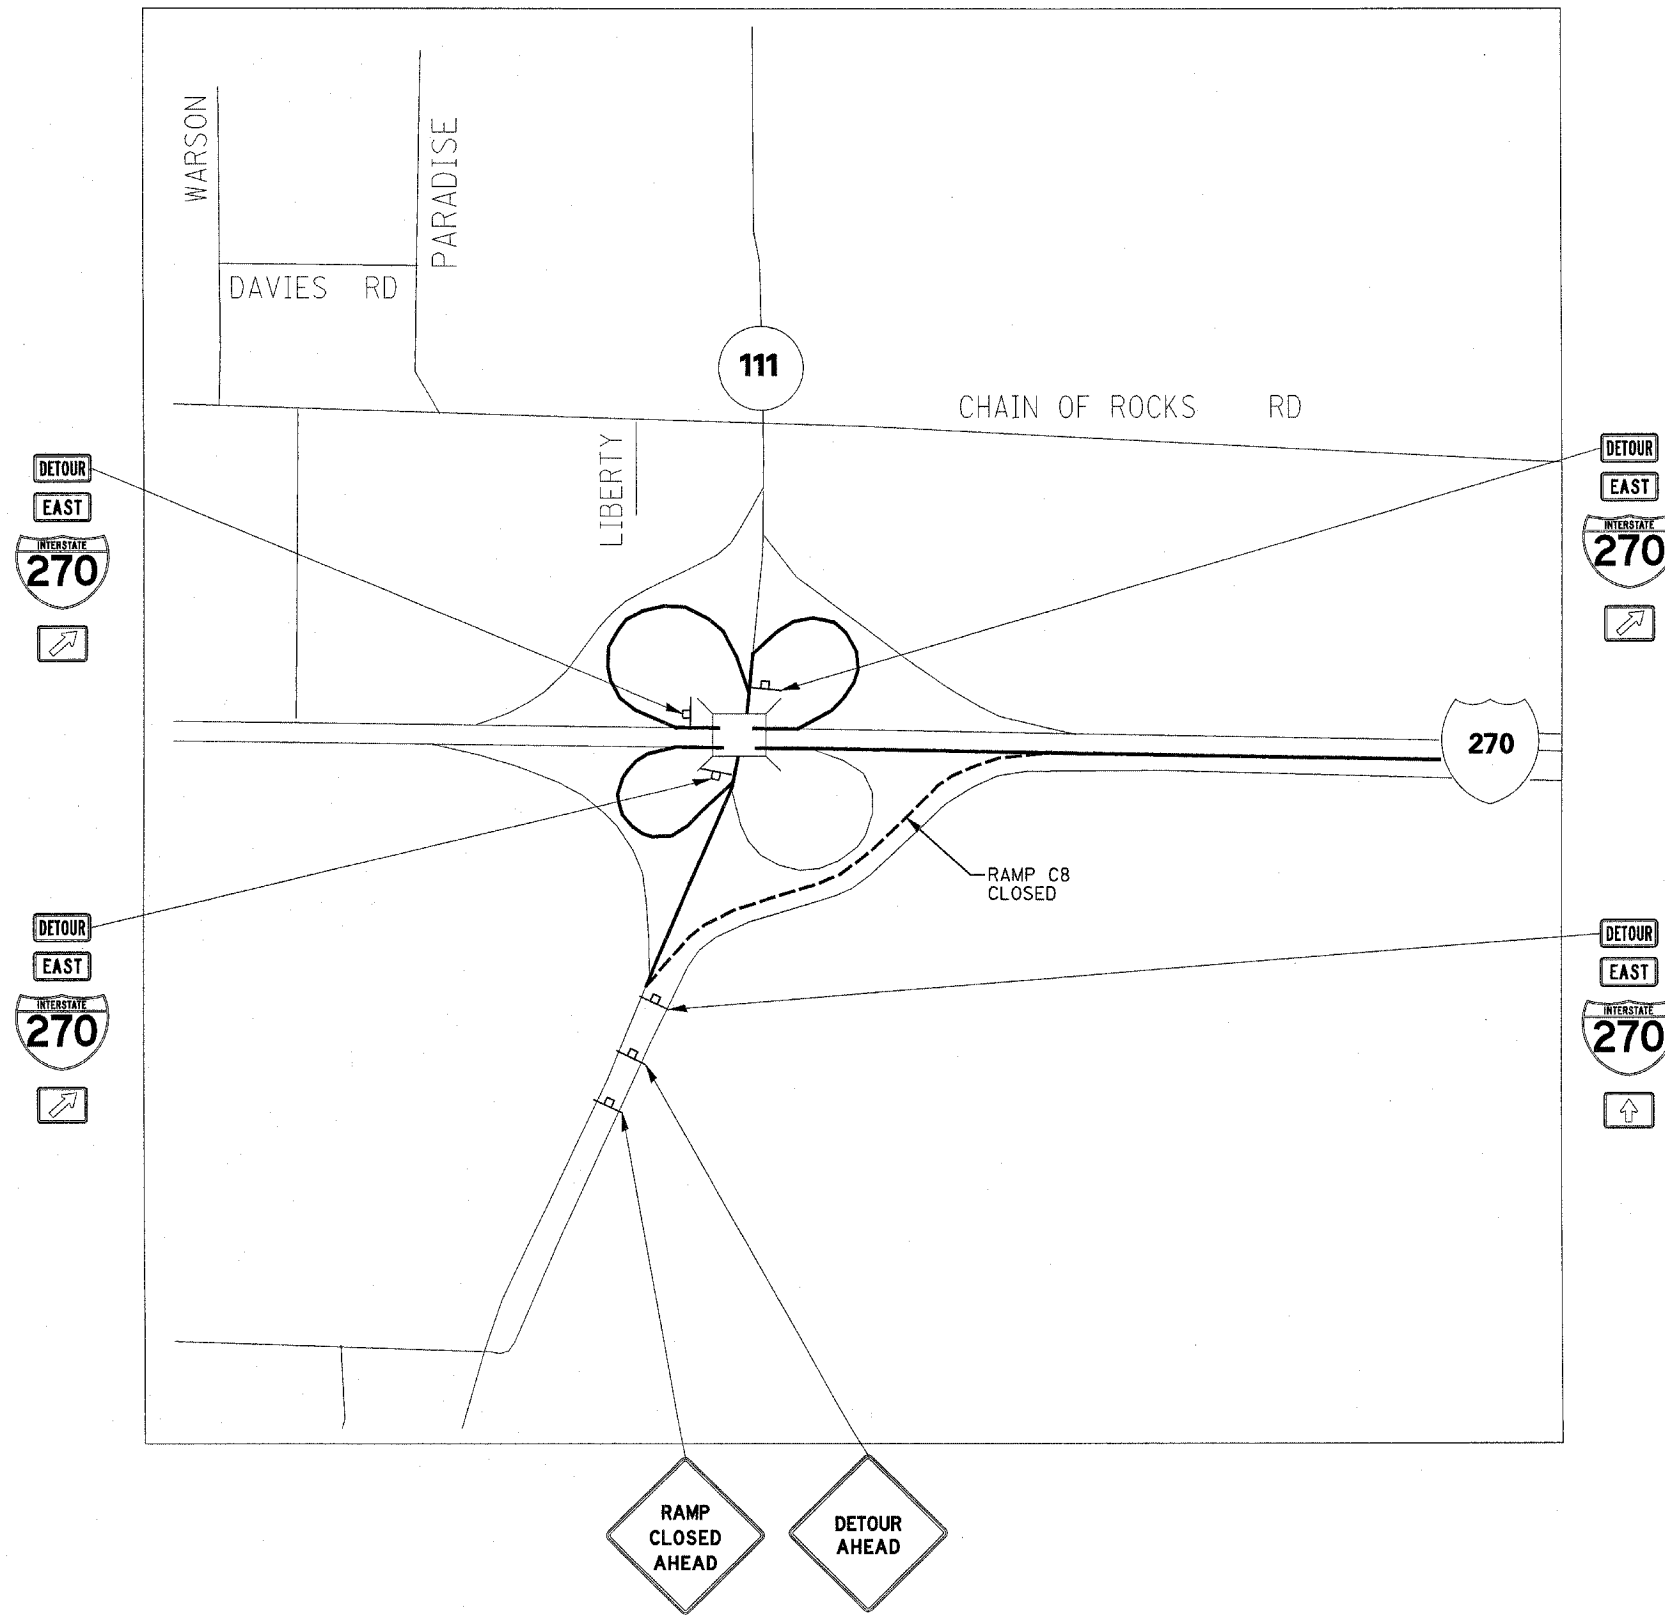 WARSON
PARADISE
DAVIES RD
111
CHAIN OF ROCKS RD
LIBERTY
DETOUR
EAST
INTERSTATE
270
DETOUR
EAST
INTERSTATE
270
270
RAMP C8
CLOSED
DETOUR
EAST
INTERSTATE
270
DETOUR
EAST
INTERSTATE
270
RAMP
CLOSED
AHEAD
DETOUR
AHEAD